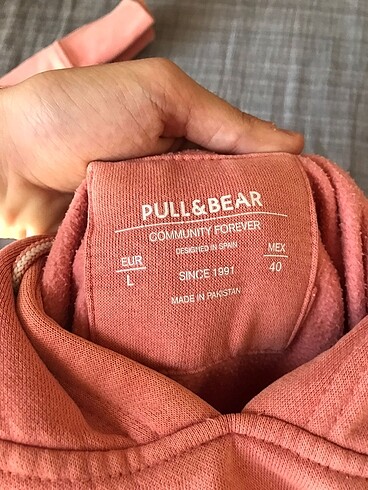 PULL&BEAR
COMMUNITY FOREVER
DESIGNED IN SPAIN
EUR
L
SINCE 1991
MEX
40
MADE IN PAKISTAN